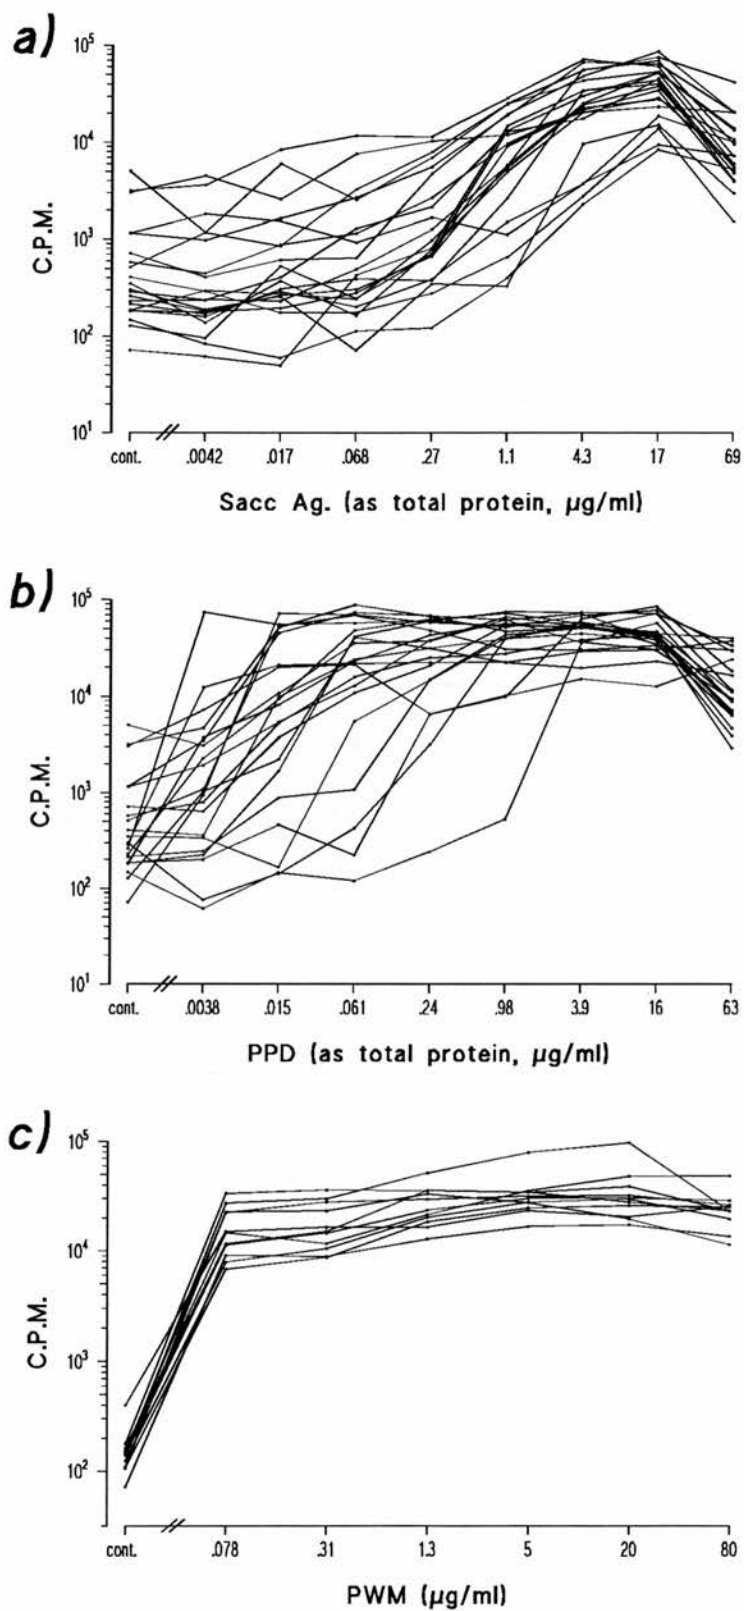 a)
10⁵
10⁴
10³
10²
10¹
C.P.M.
cont. .0042 .017 .068 .27 1.1 4.3 17 69
Sacc Ag. (as total protein, µg/ml)
b)
10⁵
10⁴
10³
10²
10¹
C.P.M.
cont. .0038 .015 .061 .24 .98 3.9 16 63
PPD (as total protein, µg/ml)
c)
10⁵
10⁴
10³
10²
C.P.M.
cont. .078 .31 1.3 5 20 80
PWM (µg/ml)